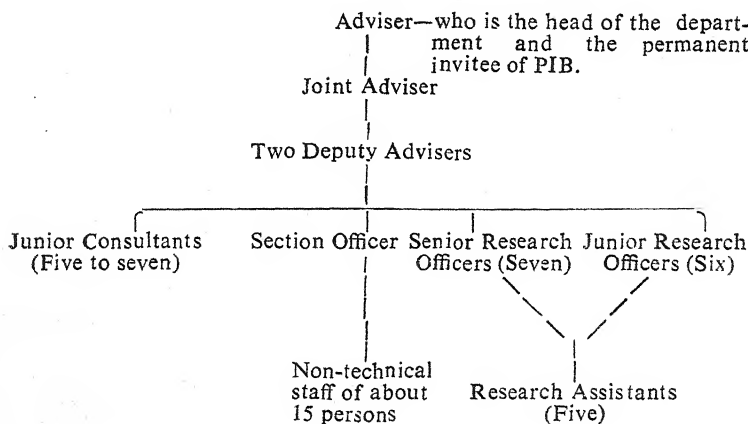 Adviser—who is the head of the depart-
ment and the permanent
invitee of PIB.
Joint Adviser
Two Deputy Advisers
Junior Consultants
(Five to seven)
Section Officer
Senior Research
Officers (Seven)
Junior Research
Officers (Six)
Non-technical
staff of about
15 persons
Research Assistants
(Five)